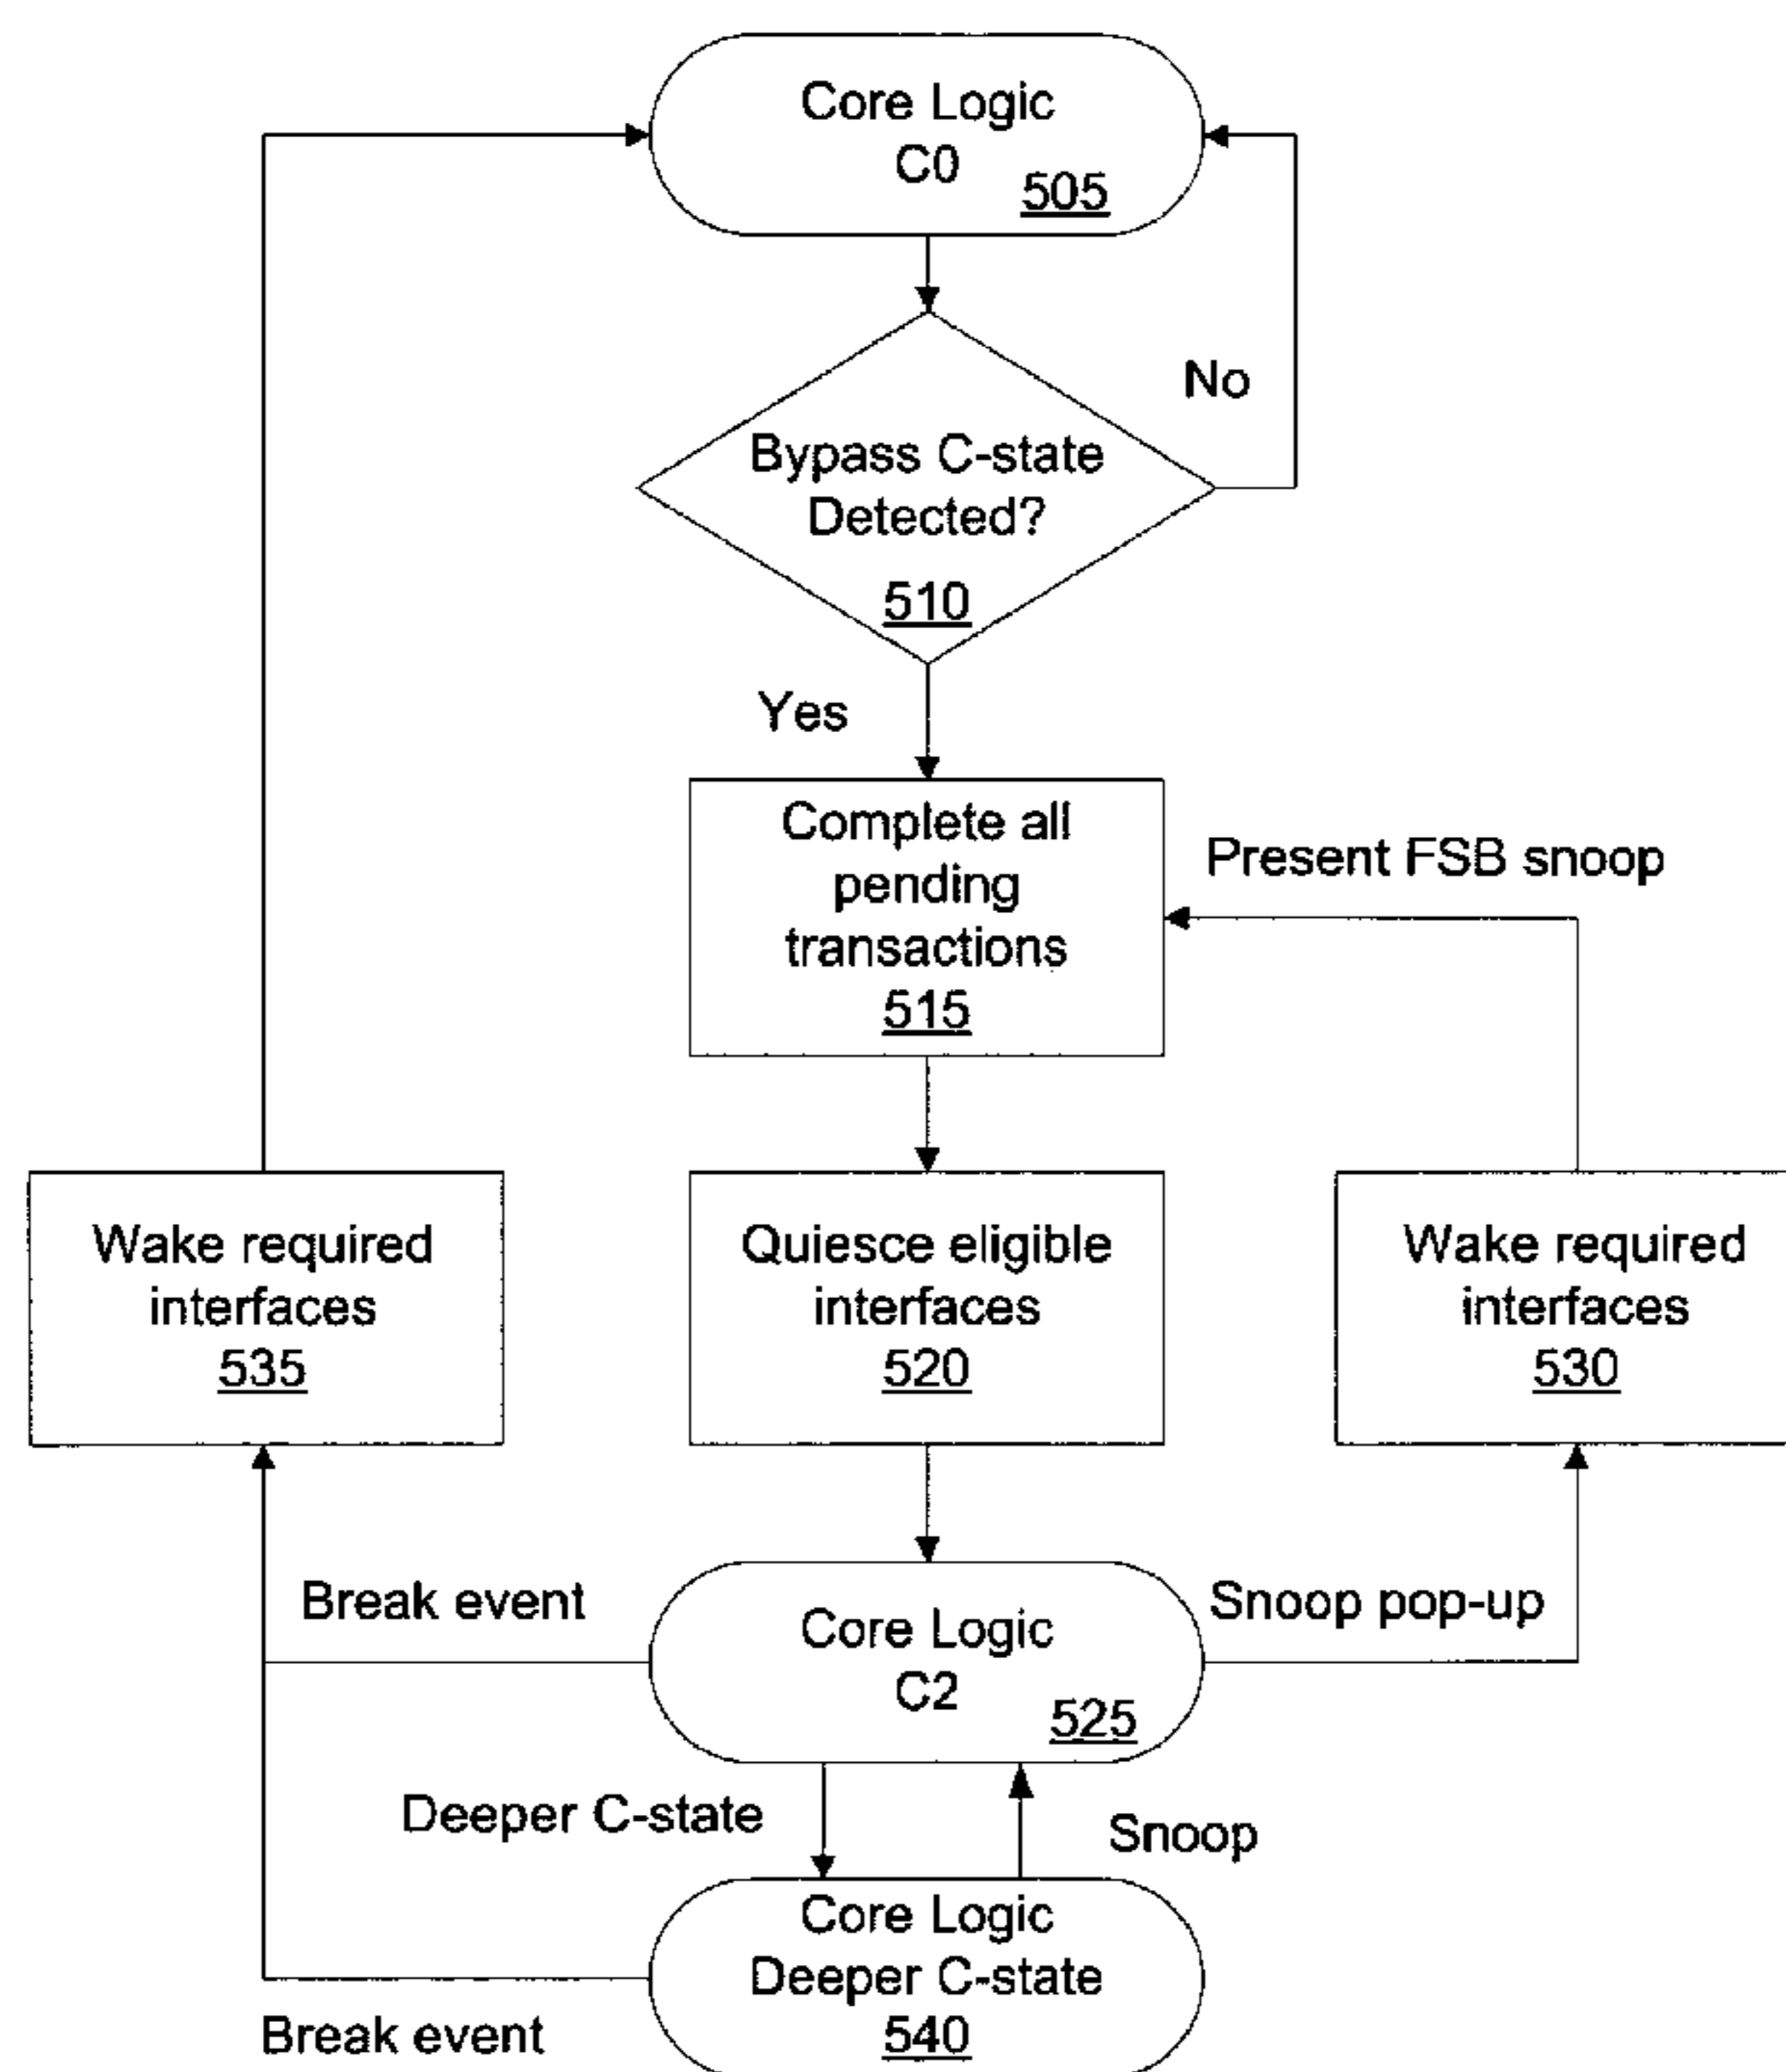 Core Logic
C0
505
No
Bypass C-state
Detected?
510
Yes
Complete all
pending
transactions
515
Present FSB snoop
Wake required
interfaces
535
Quiesce eligible
interfaces
520
Wake required
interfaces
530
Break event
Core Logic
C2
525
Snoop pop-up
Deeper C-state
Snoop
Core Logic
Deeper C-state
540
Break event